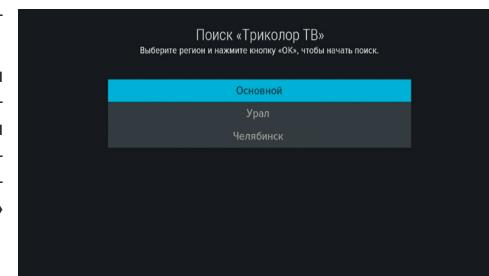 Поиск «Триколор ТВ»
Выберите регион и нажмите кнопку «ОК», чтобы начать поиск.
Основной
Урал
Челябинск